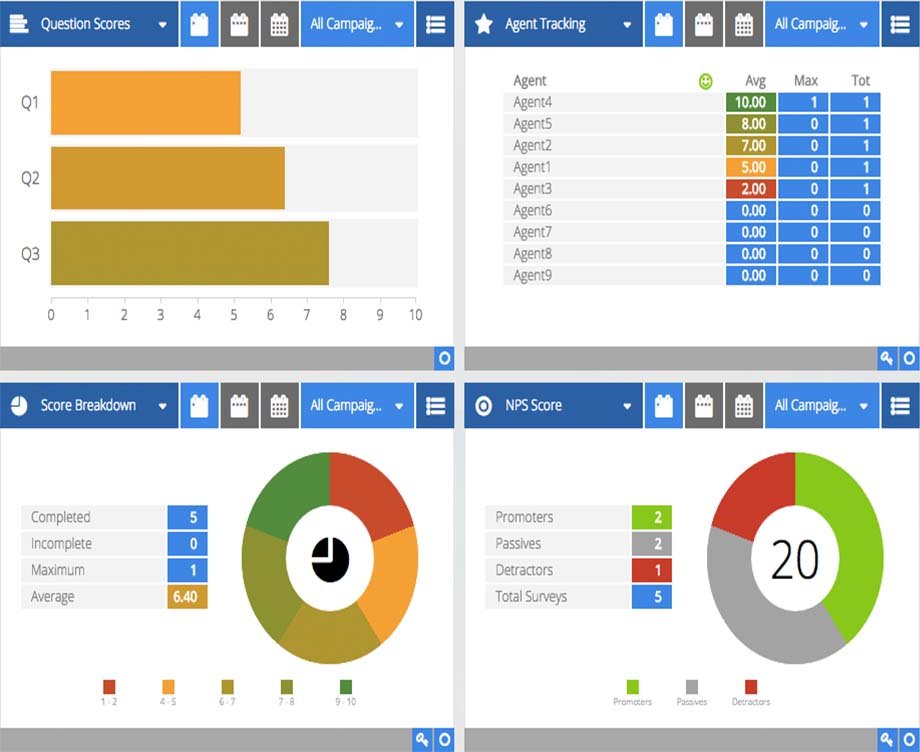 Question Scores All Campaig...
Q1
Q2
Q3
0 1 2 3 4 5 6 7 8 9 10
Agent Tracking All Campaig...
Agent Avg Max Tot
Agent4 10.00 1 1
Agent5 8.00 0 1
Agent2 7.00 0 1
Agent1 5.00 0 1
Agent3 2.00 0 1
Agent6 0.00 0 0
Agent7 0.00 0 0
Agent8 0.00 0 0
Agent9 0.00 0 0
Score Breakdown All Campaig...
Completed 5
Incomplete 0
Maximum 1
Average 6.40
1 - 2 4 - 5 6 - 7 7 - 8 9 - 10
NPS Score All Campaig...
Promoters 2
Passives 2
Detractors 1
Total Surveys 5
20
Promoters Passives Detractors